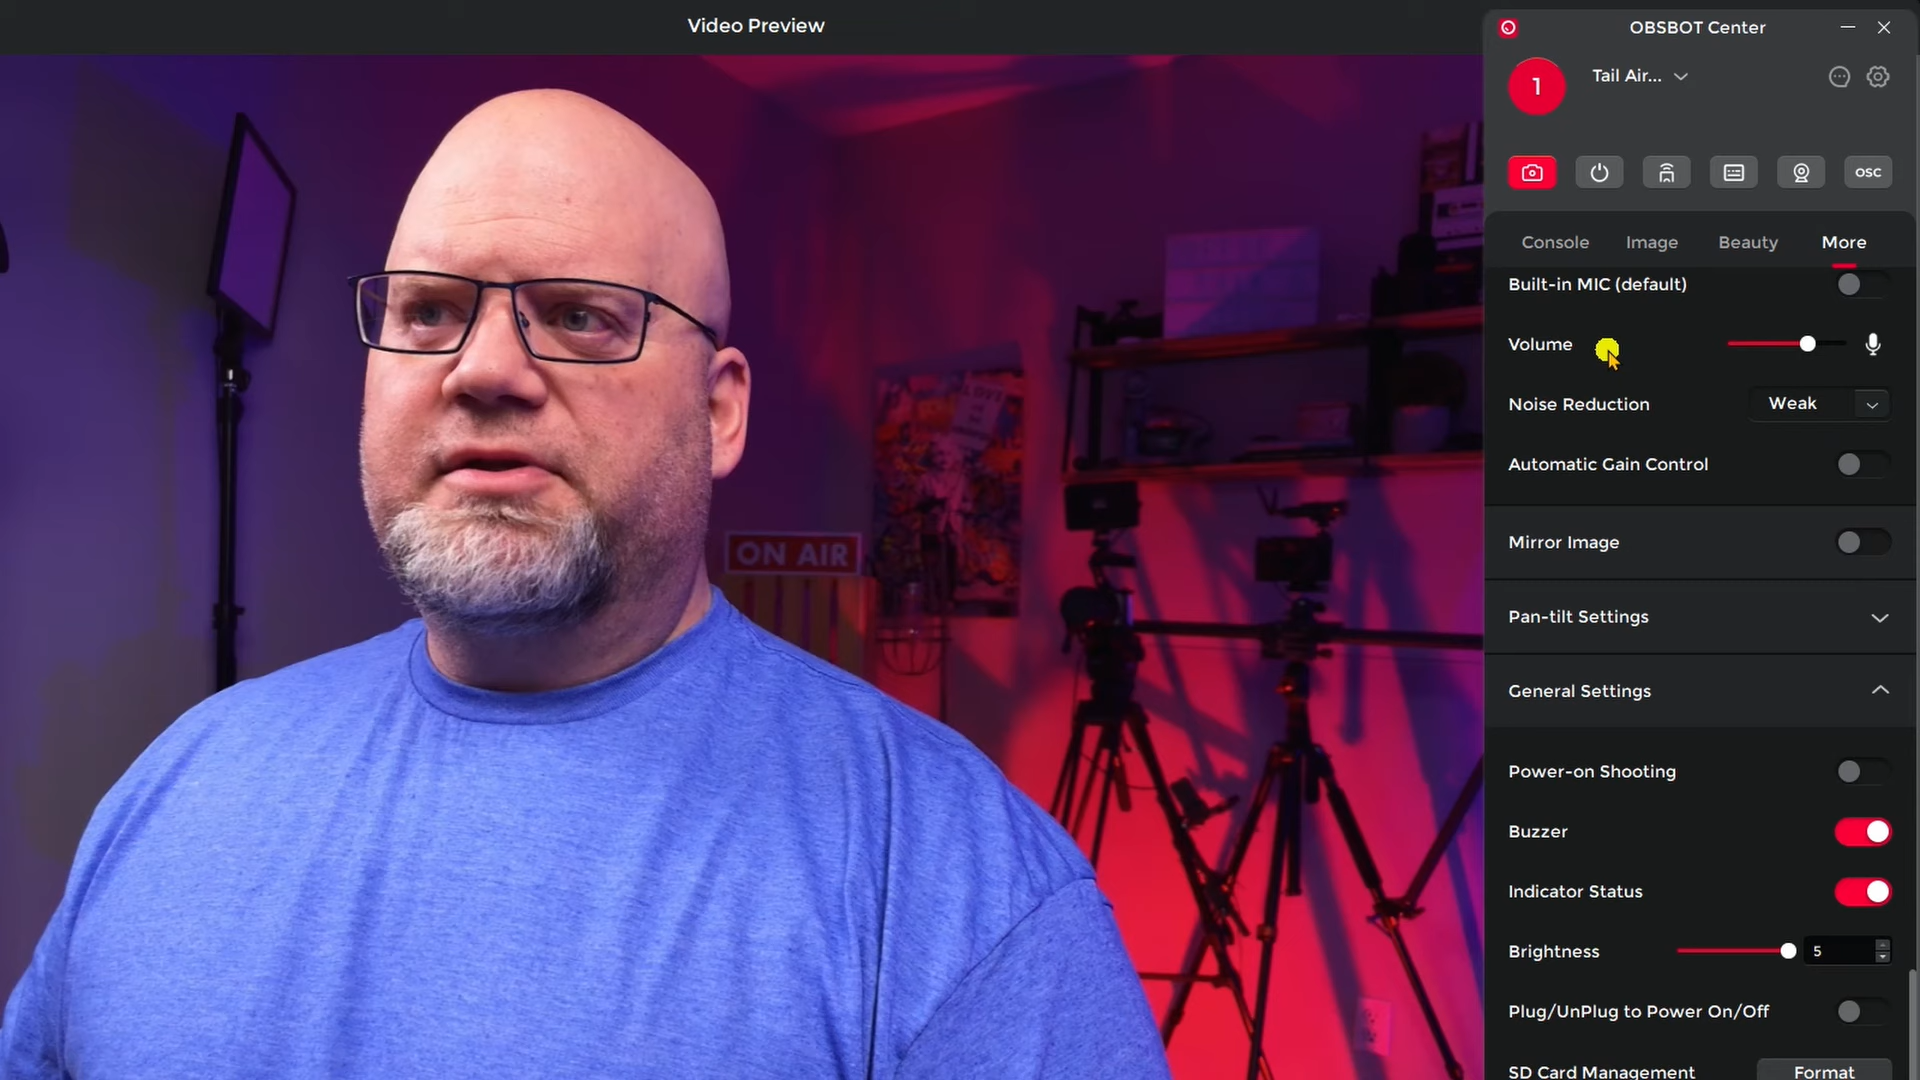 Video Preview
OBSBOT Center
1
Tail Air...
OSC
Console Image Beauty More
Built-in MIC (default)
Volume
Noise Reduction Weak
Automatic Gain Control
Mirror Image
Pan-tilt Settings
General Settings
Power-on Shooting
Buzzer
Indicator Status
Brightness 5
Plug/UnPlug to Power On/Off
SD Card Management Format
ON AIR
LOVE